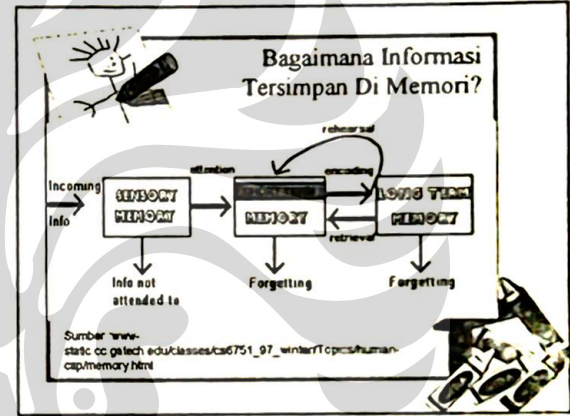 Bagaimana Informasi
Tersimpan Di Memori?
rehearsal
attention
encoding
Incoming
Info
SENSORY
MEMORY
MEMORY
LONG TERM
MEMORY
retrieval
Info not
attended to
Forgetting
Forgetting
Sumber www-
static cc gatech edu/classes/cs6751_97_winter/Topics/human-
cap/memory html